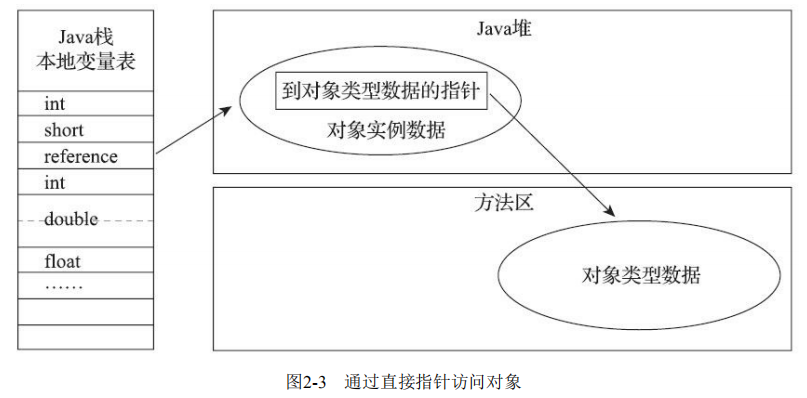 Java栈
本地变量表
int
short
reference
int
double
float
……
Java堆
到对象类型数据的指针
对象实例数据
方法区
对象类型数据
图2-3 通过直接指针访问对象